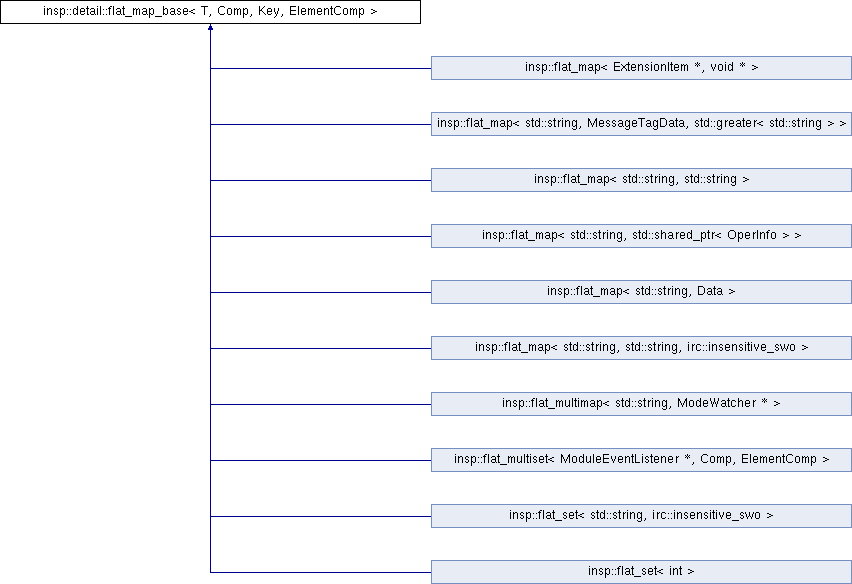 insp::detail::flat_map_base< T, Comp, Key, ElementComp >
insp::flat_map< ExtensionItem *, void * >
insp::flat_map< std::string, MessageTagData, std::greater< std::string > >
insp::flat_map< std::string, std::string >
insp::flat_map< std::string, std::shared_ptr< OperInfo > >
insp::flat_map< std::string, Data >
insp::flat_map< std::string, std::string, irc::insensitive_swo >
insp::flat_multimap< std::string, ModeWatcher * >
insp::flat_multiset< ModuleEventListener *, Comp, ElementComp >
insp::flat_set< std::string, irc::insensitive_swo >
insp::flat_set< int >